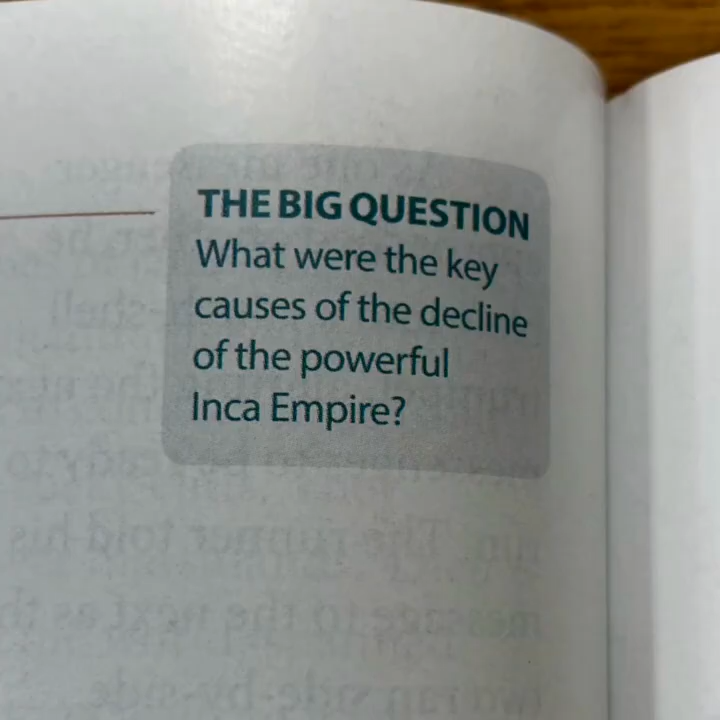 THE BIG QUESTION
What were the key
causes of the decline
of the powerful
Inca Empire?